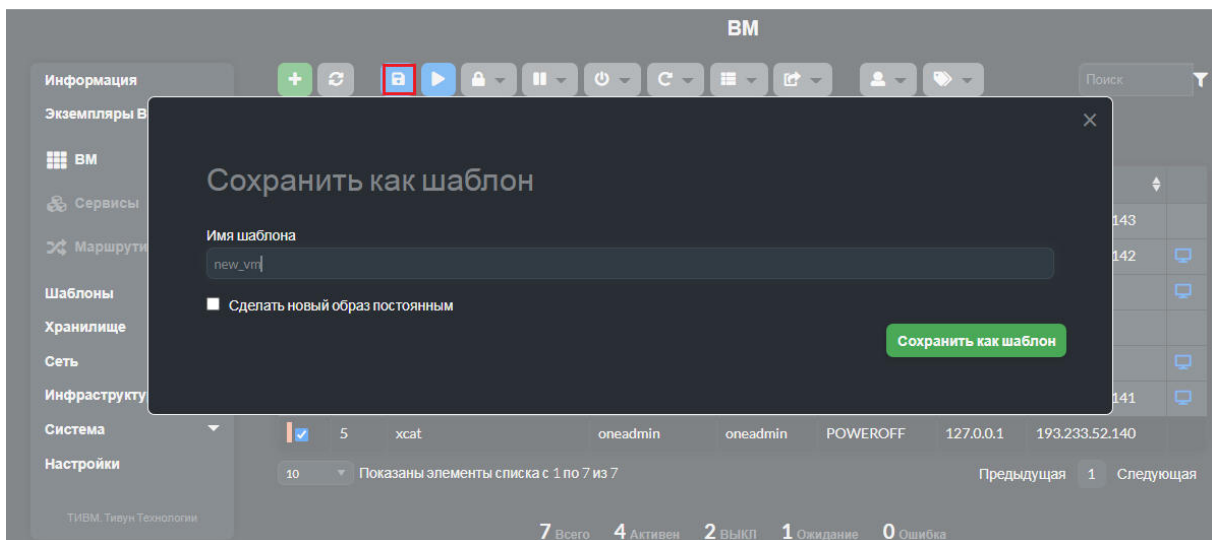 ВМ
Информация
Поиск
Экземпляры В
ВМ
Сохранить как шаблон
Сервисы
143
Имя шаблона
Маршрути
142
new_vm
Шаблоны
Сделать новый образ постоянным
Хранилище
Сохранить как шаблон
Сеть
Инфраструкту
141
Система
5 xcat oneadmin oneadmin POWEROFF 127.0.0.1 193.233.52.140
Настройки
10 Показаны элементы списка с 1 по 7 из 7 Предыдущая 1 Следующая
ТИВМ. Тивун Технологии
7 Всего 4 Активен 2 ВЫКЛ 1 Ожидание 0 Ошибка